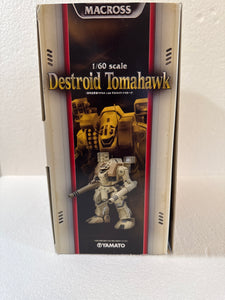 MACROSS
1/60 scale
Destroid Tomahawk
YAMATO